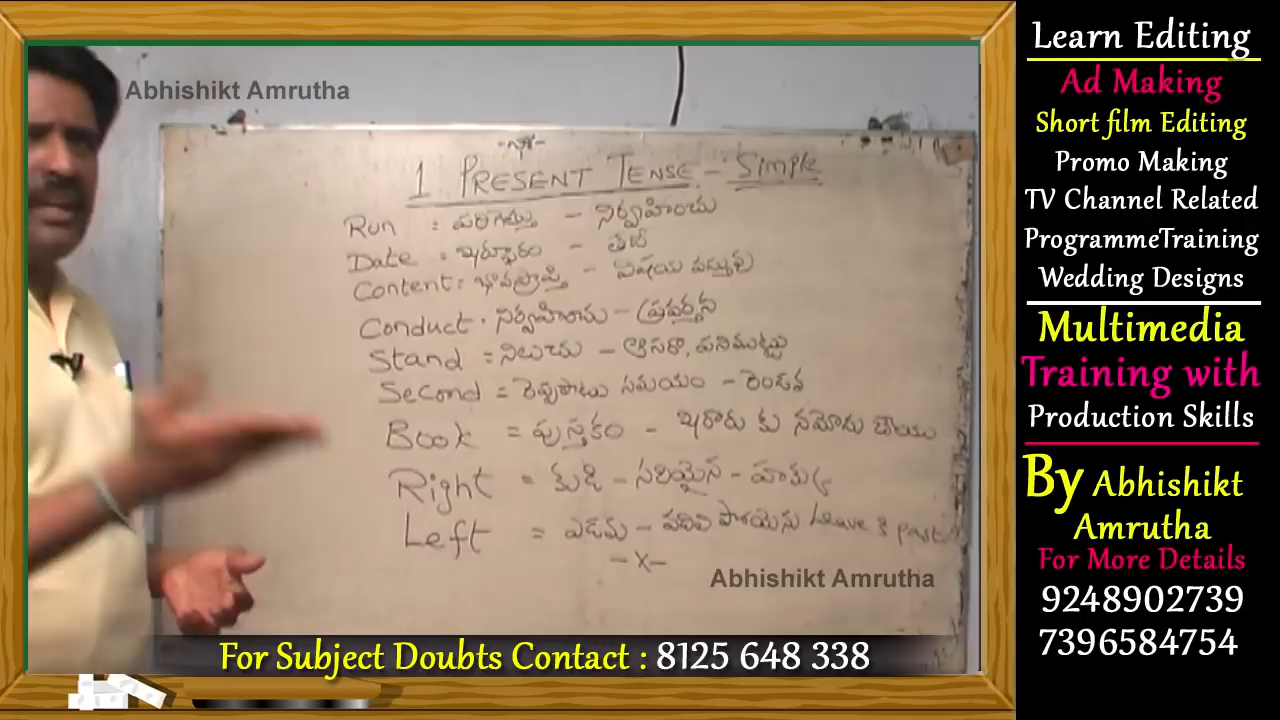 Abhishikt Amrutha
1 PRESENT TENSE - Simple
Run : పరిగెత్తు - నిర్వహించు
Date = ఖర్జూరం - తేది
Content = భావప్రాప్తి - విషయ వస్తువు
Conduct . నిర్వహించు - ప్రవర్తన
Stand = నిలుచు - ఆసరా, పనిముట్టు
Second = రెప్పపాటు సమయం - రెండవ
Book = పుస్తకం - ఖరారు కు నమోదు చేయు
Right = కుడి - సరియైన - హక్కు
Left = ఎడమ - వదిలి పోయెను Leave కి past
-x-
Abhishikt Amrutha
For Subject Doubts Contact : 8125 648 338
Learn Editing
Ad Making
Short film Editing
Promo Making
TV Channel Related
ProgrammeTraining
Wedding Designs
Multimedia
Training with
Production Skills
By Abhishikt
Amrutha
For More Details
9248902739
7396584754